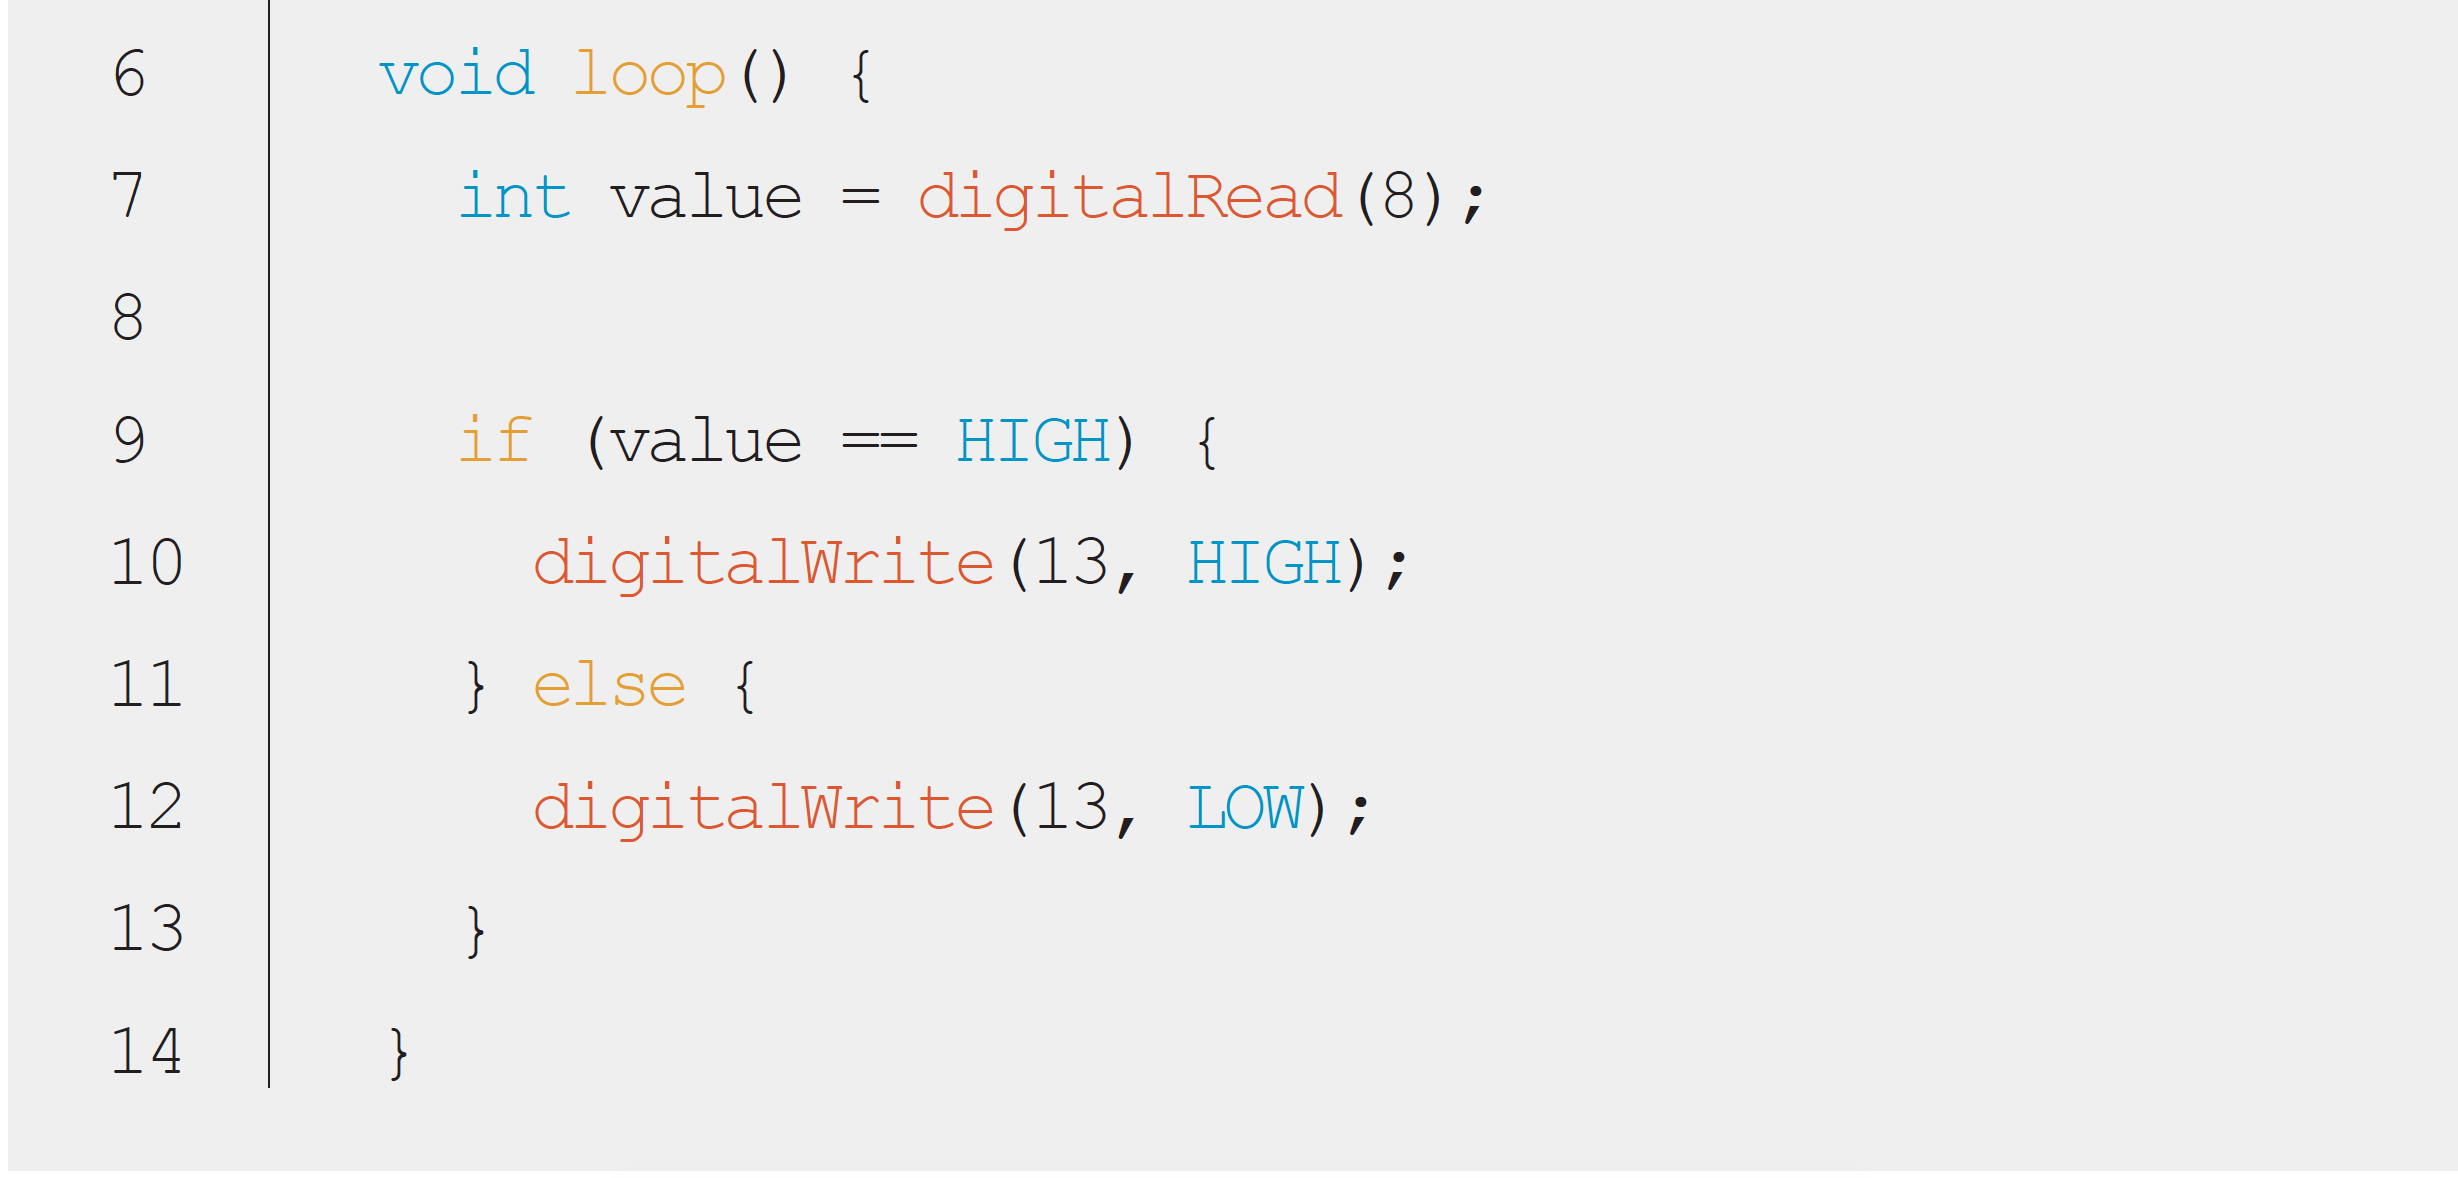 6 void loop() {
7 int value = digitalRead(8);
8
9 if (value == HIGH) {
10 digitalWrite(13, HIGH);
11 } else {
12 digitalWrite(13, LOW);
13 }
14 }